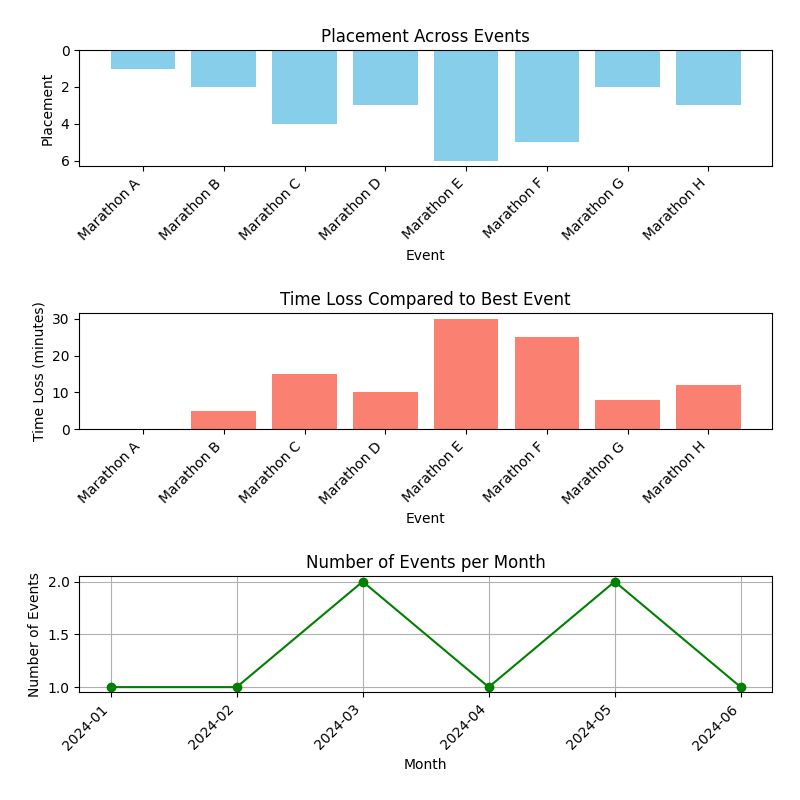 Placement Across Events
Placement
0
2
4
6
Marathon A
Marathon B
Marathon C
Marathon D
Marathon E
Marathon F
Marathon G
Marathon H
Event
Time Loss Compared to Best Event
Time Loss (minutes)
30
20
10
0
Marathon A
Marathon B
Marathon C
Marathon D
Marathon E
Marathon F
Marathon G
Marathon H
Event
Number of Events per Month
Number of Events
2.0
1.5
1.0
2024-01
2024-02
2024-03
2024-04
2024-05
2024-06
Month